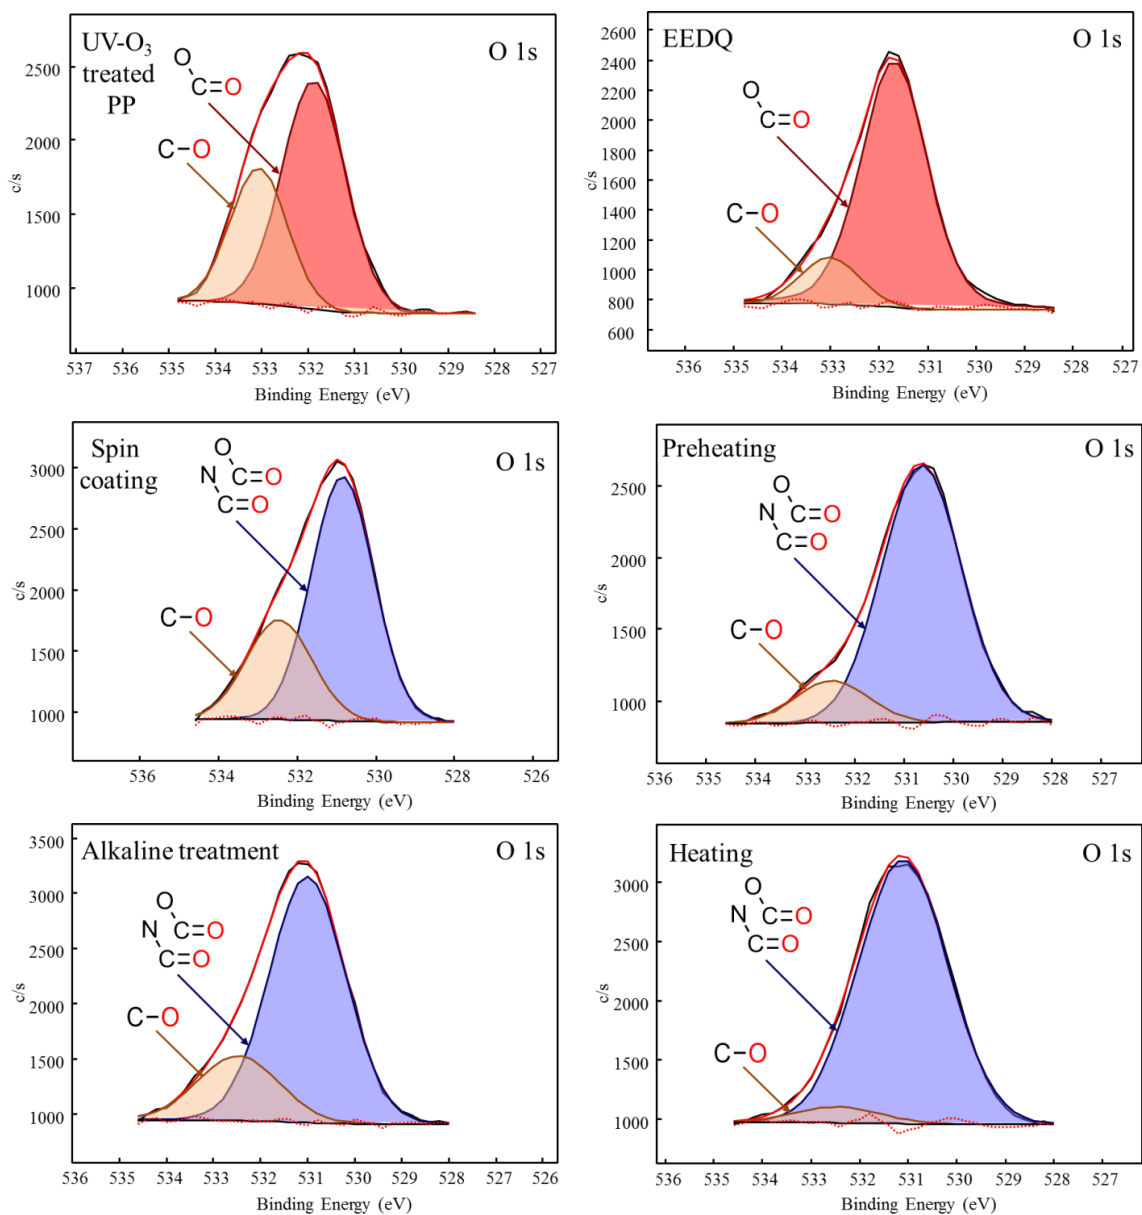 UV-O₃
treated
PP
O 1s
O
C=O
C-O
2500
2000
1500
1000
c/s
537 536 535 534 533 532 531 530 529 528 527
Binding Energy (eV)
EEDQ
O 1s
O
C=O
C-O
2600
2400
2200
2000
1800
1600
1400
1200
1000
800
600
c/s
536 535 534 533 532 531 530 529 528 527
Binding Energy (eV)
Spin
coating
O 1s
O
N C=O
C=O
C-O
3000
2500
2000
1500
1000
c/s
536 534 532 530 528 526
Binding Energy (eV)
Preheating
O 1s
O
N C=O
C=O
C-O
2500
2000
1500
1000
c/s
536 535 534 533 532 531 530 529 528 527
Binding Energy (eV)
Alkaline treatment
O 1s
O
N C=O
C=O
C-O
3500
3000
2500
2000
1500
1000
c/s
536 535 534 533 532 531 530 529 528 527 526
Binding Energy (eV)
Heating
O 1s
O
N C=O
C=O
C-O
3000
2500
2000
1500
1000
c/s
536 535 534 533 532 531 530 529 528 527
Binding Energy (eV)